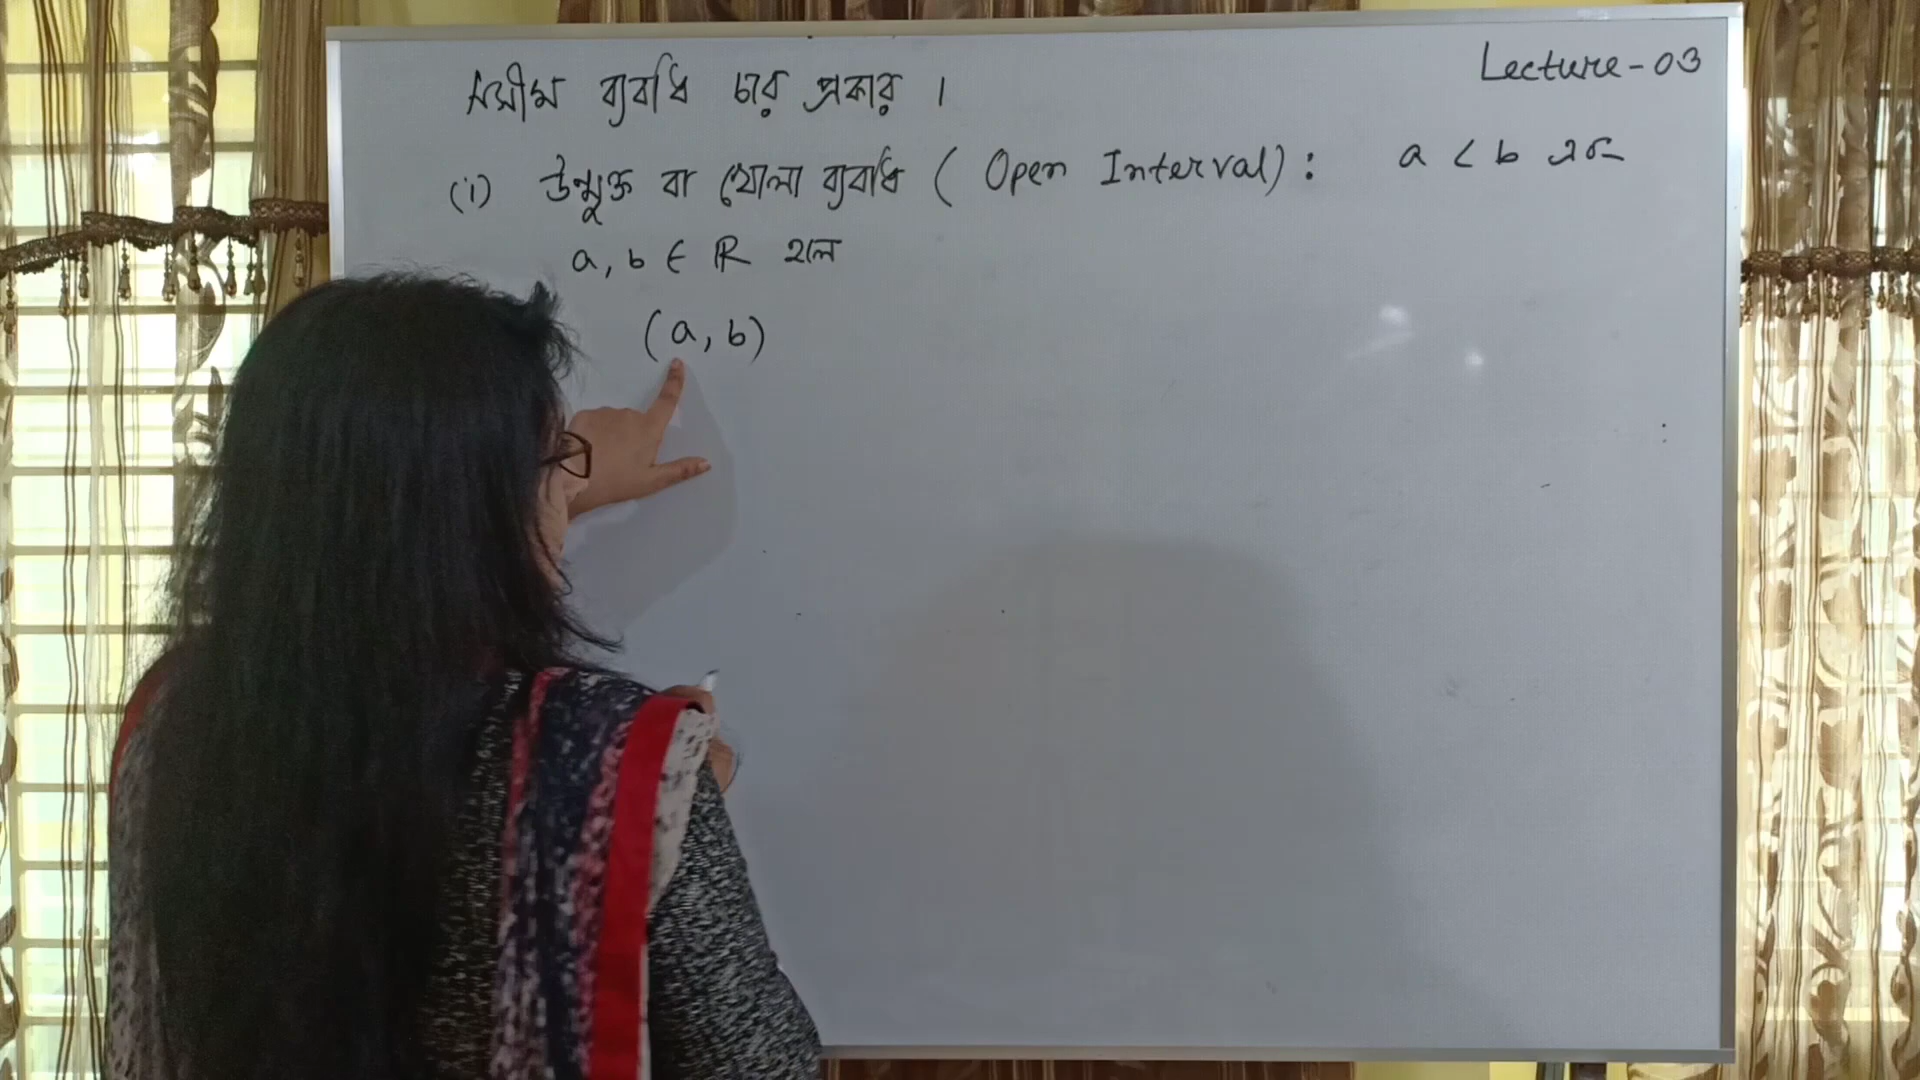 Lecture-03
সসীম ব্যবধি চার প্রকার ।
(i) উন্মুক্ত বা খোলা ব্যবধি ( Open Interval) : a < b এবং
a, b ∈ ℝ হলে
(a, b)